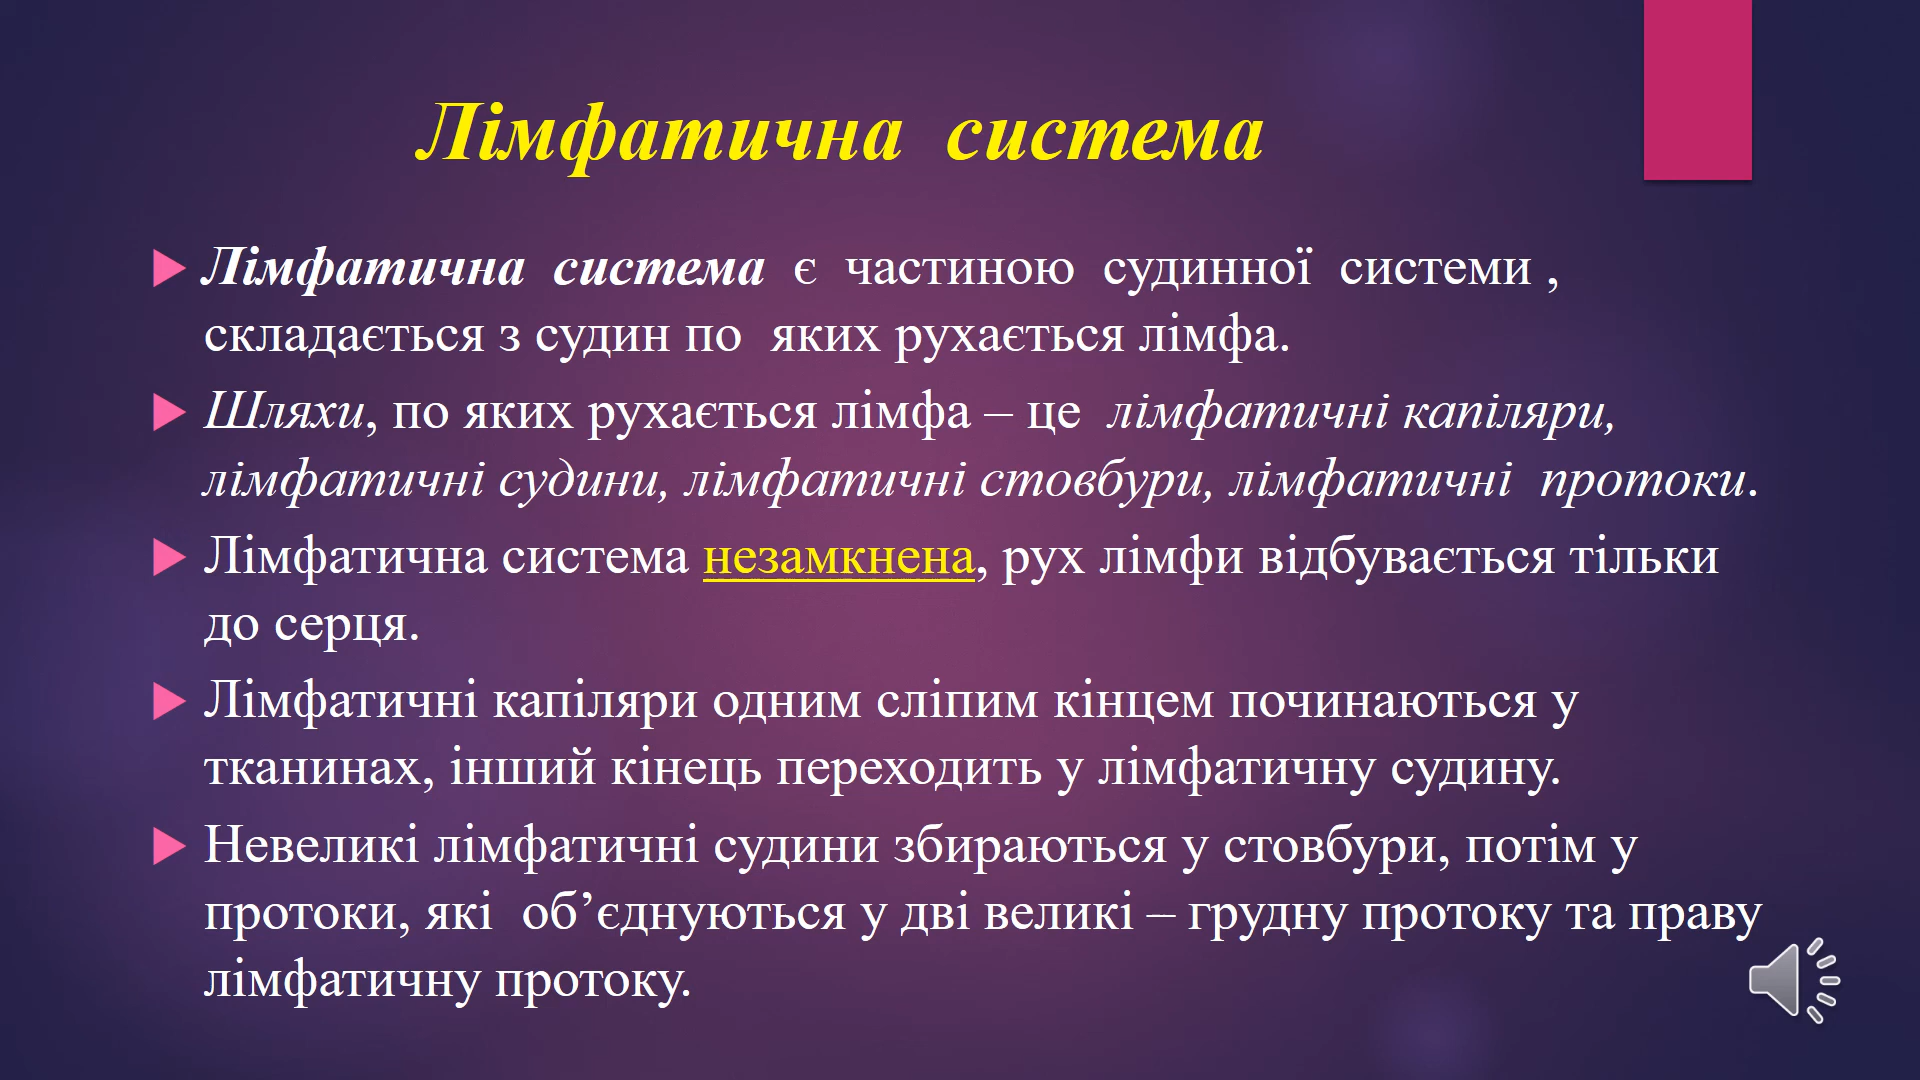 Лімфатична система
Лімфатична система є частиною судинної системи ,
складається з судин по яких рухається лімфа.
Шляхи, по яких рухається лімфа – це лімфатичні капіляри,
лімфатичні судини, лімфатичні стовбури, лімфатичні протоки.
Лімфатична система незамкнена, рух лімфи відбувається тільки
до серця.
Лімфатичні капіляри одним сліпим кінцем починаються у
тканинах, інший кінець переходить у лімфатичну судину.
Невеликі лімфатичні судини збираються у стовбури, потім у
протоки, які об’єднуються у дві великі – грудну протоку та праву
лімфатичну протоку.